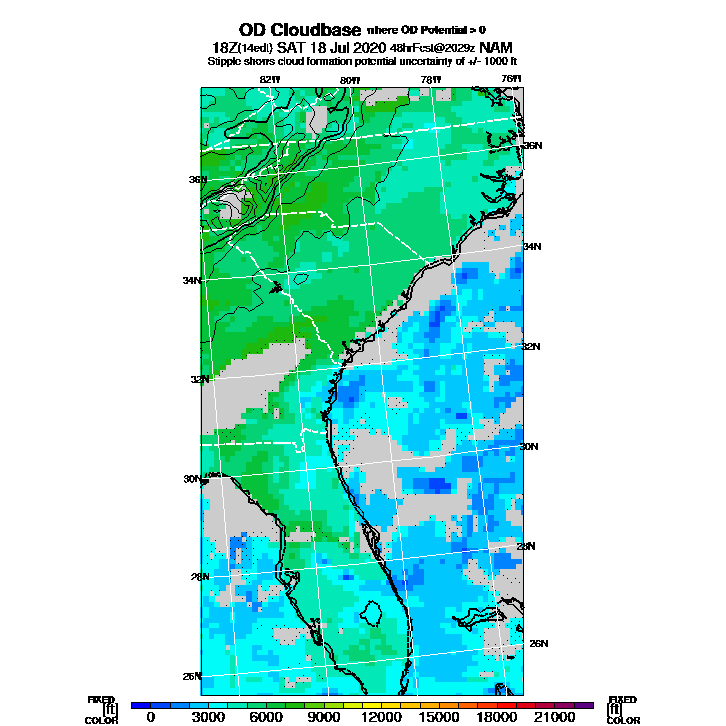 OD Cloudbase where OD Potential > 0
18Z(14edt) SAT 18 Jul 2020 48hrFcst@2029z NAM
Stipple shows cloud formation potential uncertainty of +/- 1000 ft
82W 80W 78W 76W
36N 36N
34N 34N
32N 32N
30N 30N
28N 28N
26N 26N
FIXED [ft] COLOR
0 3000 6000 9000 12000 15000 18000 21000
FIXED [ft] COLOR